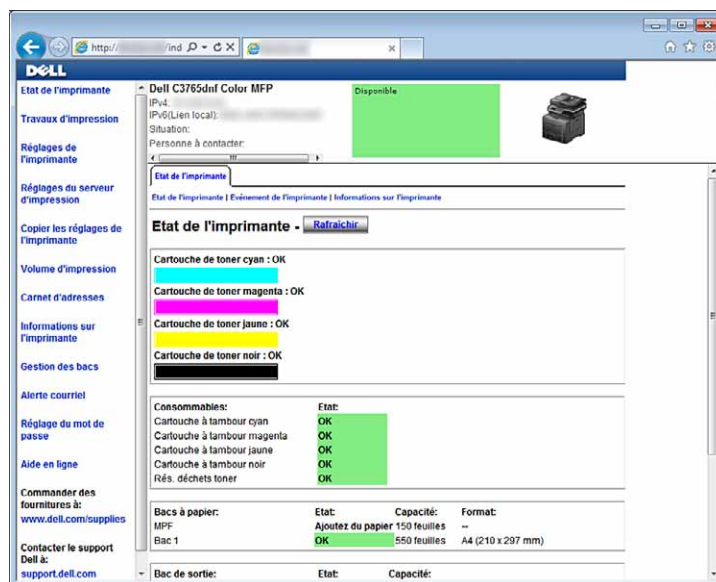 http://
/ind
DELL
Etat de l'imprimante
Travaux d'impression
Réglages de
l'imprimante
Réglages du serveur
d'impression
Copier les réglages de
l'imprimante
Volume d'impression
Carnet d'adresses
Informations sur
l'imprimante
Gestion des bacs
Alerte courriel
Réglage du mot de
passe
Aide en ligne
Commander des
fournitures à:
www.dell.com/supplies
Contacter le support
Dell à:
support.dell.com
Dell C3765dnf Color MFP
IPv4:
IPv6(Lien local):
Situation:
Personne à contacter:
Disponible
Etat de l'imprimante
Etat de l'imprimante | Evénement de l'imprimante | Informations sur l'imprimante
Etat de l'imprimante - Rafraîchir
Cartouche de toner cyan : OK
Cartouche de toner magenta : OK
Cartouche de toner jaune : OK
Cartouche de toner noir : OK
Consommables: Etat:
Cartouche à tambour cyan OK
Cartouche à tambour magenta OK
Cartouche à tambour jaune OK
Cartouche à tambour noir OK
Rés. déchets toner OK
Bacs à papier: Etat: Capacité: Format:
MPF Ajoutez du papier 150 feuilles --
Bac 1 OK 550 feuilles A4 (210 x 297 mm)
Bac de sortie: Etat: Capacité: